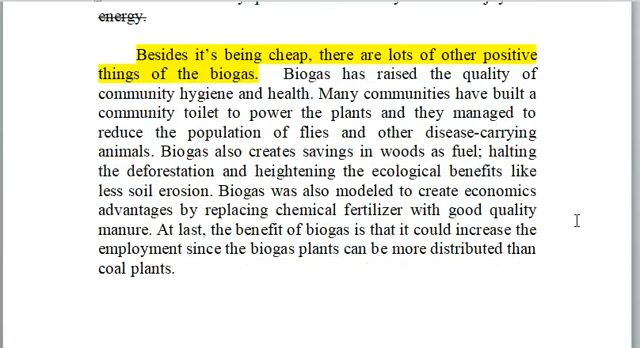 energy.
Besides it's being cheap, there are lots of other positive
things of the biogas. Biogas has raised the quality of
community hygiene and health. Many communities have built a
community toilet to power the plants and they managed to
reduce the population of flies and other disease-carrying
animals. Biogas also creates savings in woods as fuel; halting
the deforestation and heightening the ecological benefits like
less soil erosion. Biogas was also modeled to create economics
advantages by replacing chemical fertilizer with good quality
manure. At last, the benefit of biogas is that it could increase the
employment since the biogas plants can be more distributed than
coal plants.